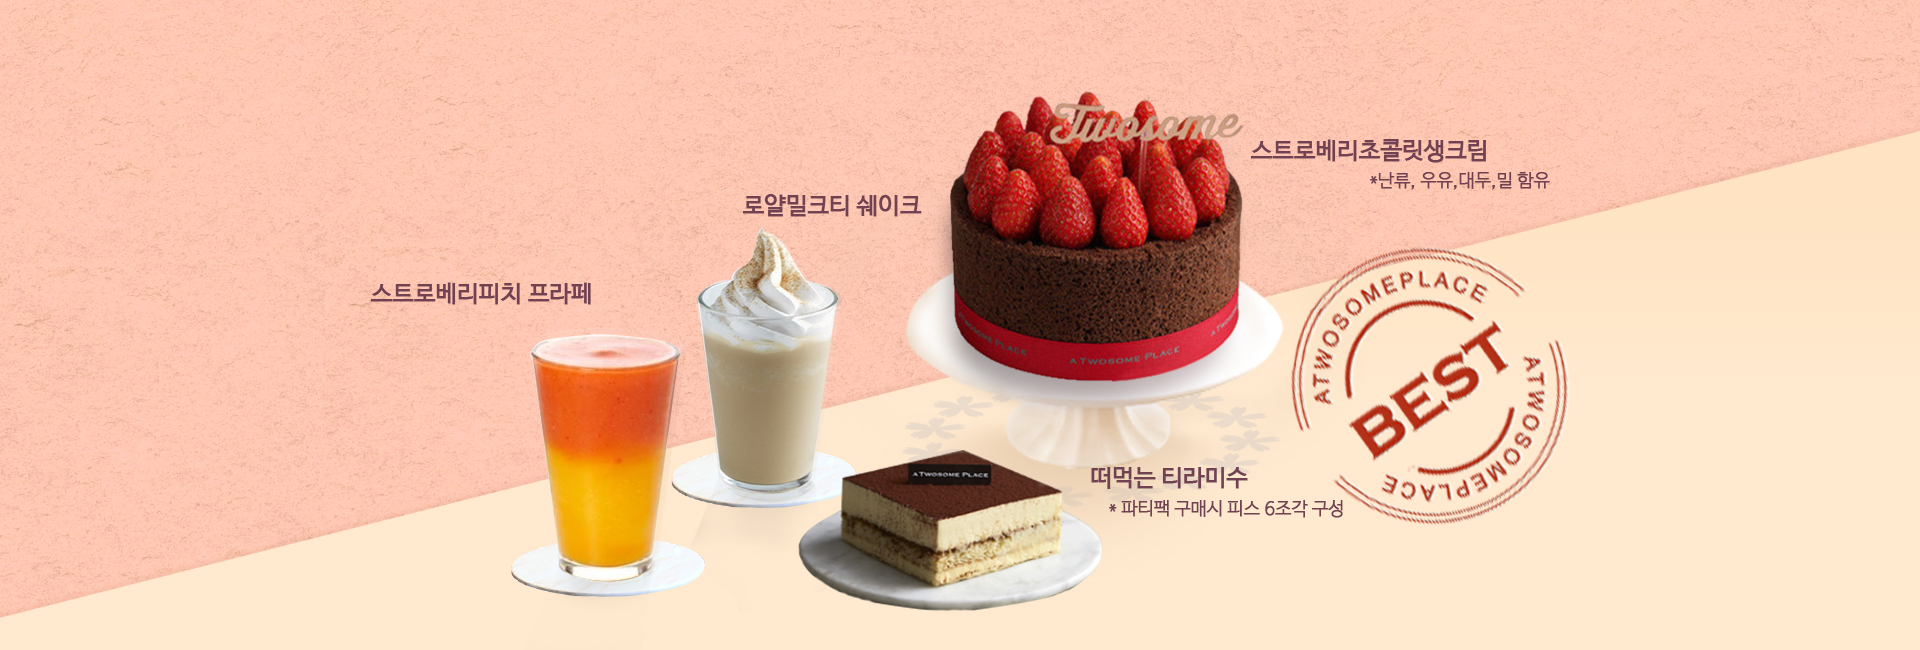 Twosome
스트로베리초콜릿생크림
*난류, 우유,대두,밀 함유
로얄밀크티 쉐이크
스트로베리피치 프라페
A TWOSOME PLACE
A TWOSOME PLACE
ATWOSOMEPLACE
BEST
ATWOSOMEPLACE
떠먹는 티라미수
* 파티팩 구매시 피스 6조각 구성